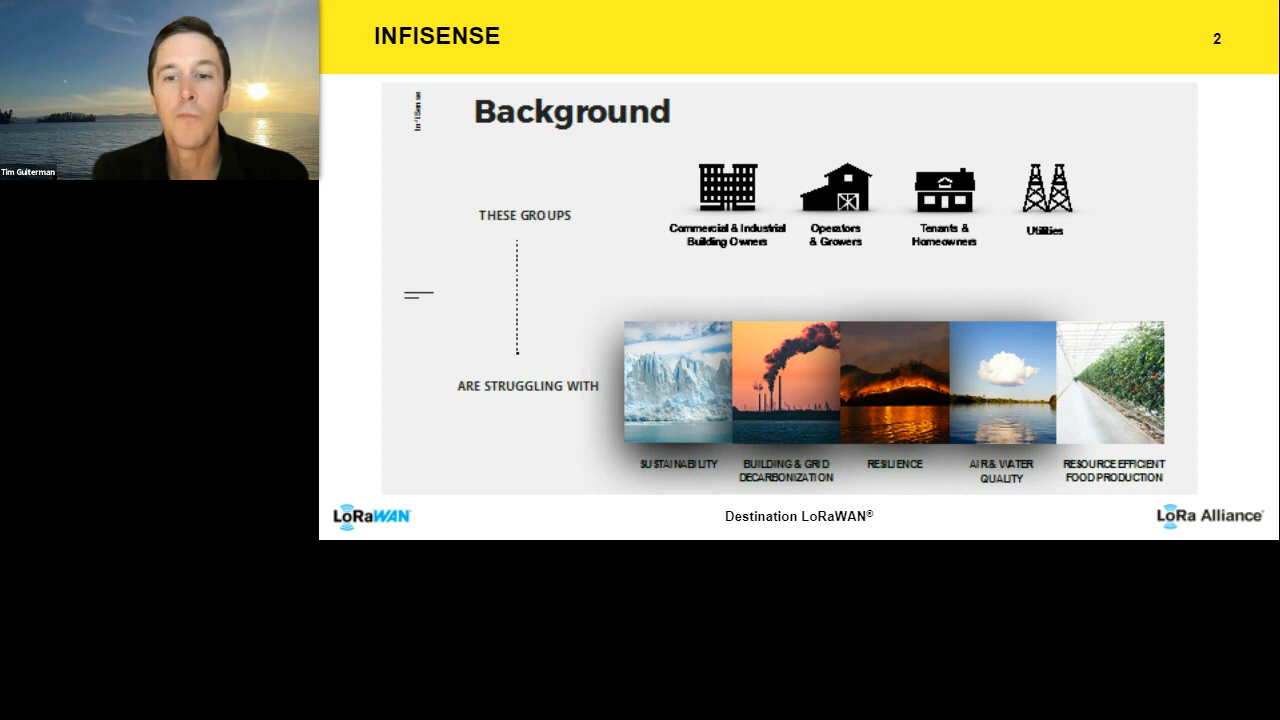 INFISENSE
2
Tim Guiterman
InfiSense
Background
THESE GROUPS
Commercial & Industrial
Building Owners
Operators
& Growers
Tenants &
Homeowners
Utilities
ARE STRUGGLING WITH
SUSTAINABILITY
BUILDING & GRID
DECARBONIZATION
RESILIENCE
AIR & WATER
QUALITY
RESOURCE EFFICIENT
FOOD PRODUCTION
LoRaWAN
Destination LoRaWAN®
LoRa Alliance®